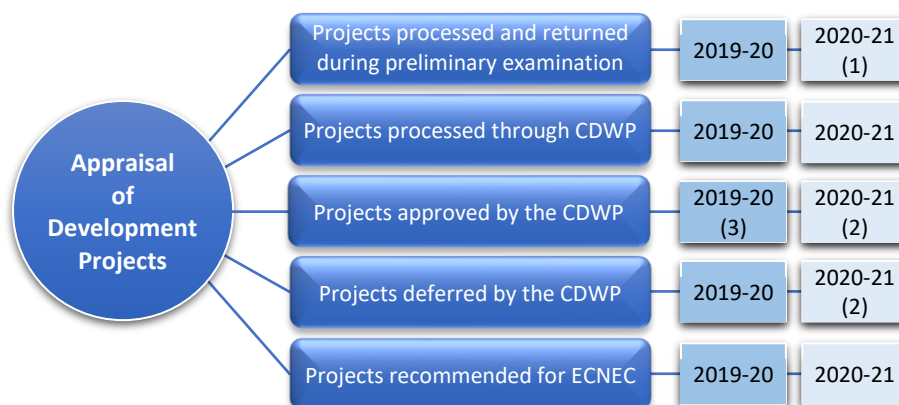 Appraisal
of
Development
Projects
Projects processed and returned
during preliminary examination
2019-20
2020-21
(1)
Projects processed through CDWP
2019-20
2020-21
Projects approved by the CDWP
2019-20
(3)
2020-21
(2)
Projects deferred by the CDWP
2019-20
2020-21
(2)
Projects recommended for ECNEC
2019-20
2020-21